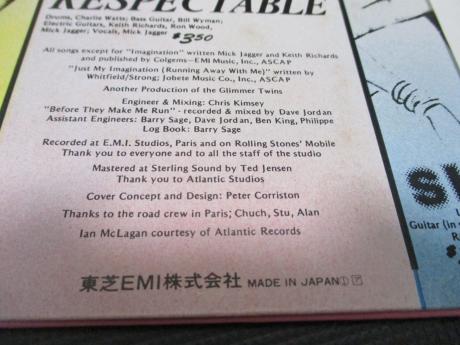 RESPECTABLE
Drums, Charlie Watts; Bass Guitar, Bill Wyman;
Electric Guitars, Keith Richards, Ron Wood,
Mick Jagger; Vocals, Mick Jagger $3.50
All songs except for "Imagination" written Mick Jagger and Keith Richards
and published by Colgems-EMI Music, Inc., ASCAP
"Just My Imagination (Running Away With Me)" written by
Whitfield/Strong; Jobete Music Co., Inc., ASCAP
Another Production of the Glimmer Twins
Engineer & Mixing: Chris Kimsey
"Before They Make Me Run" - recorded & mixed by Dave Jordan
Assistant Engineers: Barry Sage, Dave Jordan, Ben King, Philippe
Log Book: Barry Sage
Recorded at E.M.I. Studios, Paris and on Rolling Stones' Mobile
Thank you to everyone and to all the staff of the studio
Mastered at Sterling Sound by Ted Jensen
Thank you to Atlantic Studios
Cover Concept and Design: Peter Corriston
Thanks to the road crew in Paris; Chuch, Stu, Alan
Ian McLagan courtesy of Atlantic Records
東芝EMI株式会社 MADE IN JAPAN
Guitar (in